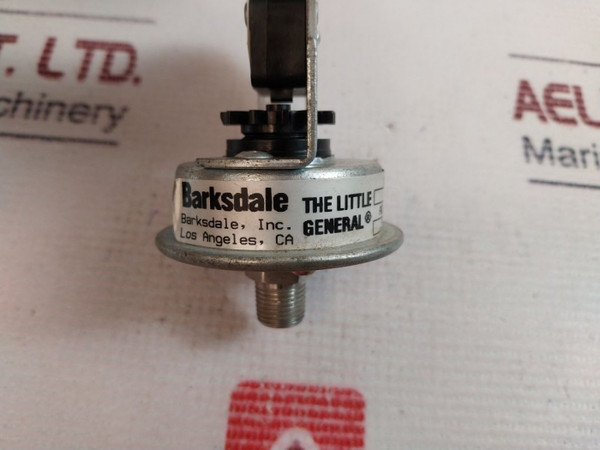 T. LTD.
chinery
AEL
Mari
Barksdale
Barksdale, Inc.
Los Angeles, CA
THE LITTLE
GENERAL®